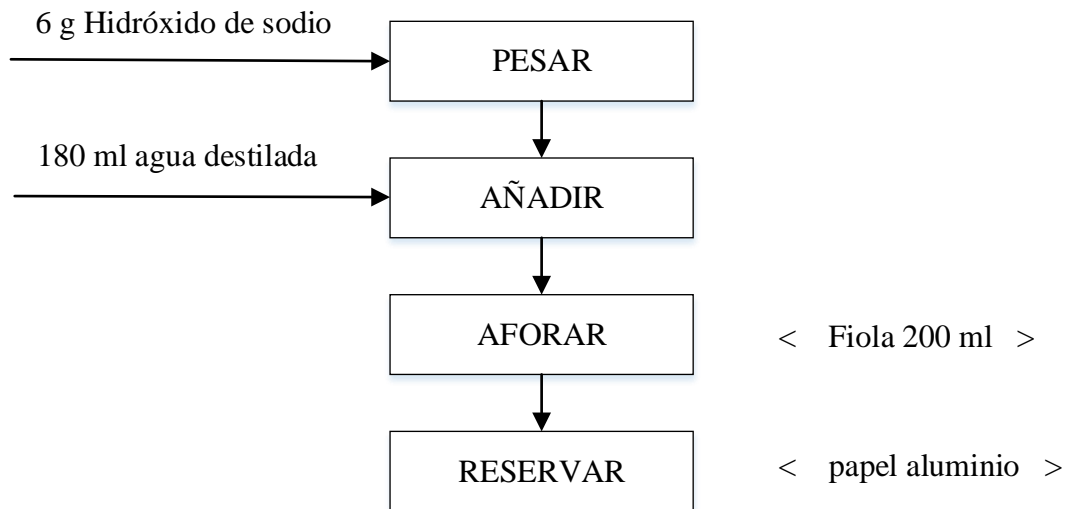 6 g Hidróxido de sodio
PESAR
180 ml agua destilada
AÑADIR
AFORAR
< Fiola 200 ml >
RESERVAR
< papel aluminio >